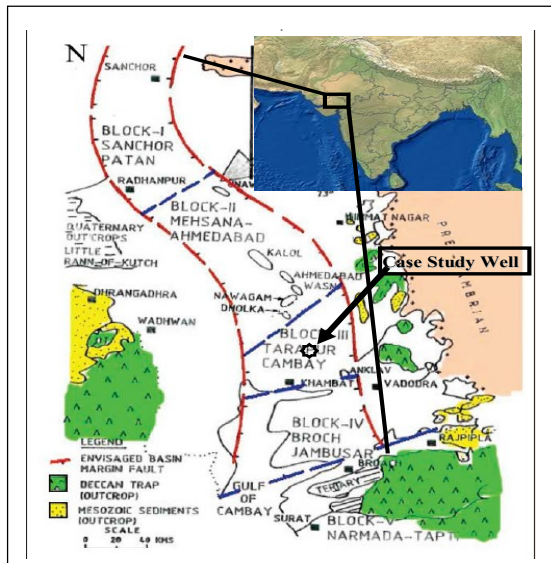 N
SANCHOR
BLOCK-I
SANCHOR
PATAN
RADHANPUR
BLOCK-II
MEHSANA-
AHMEDABAD
QUATERNARY
OUTCROPS
LITTLE
RANN-OF-KUTCH
HIMMAT NAGAR
KALOL
AHMEDABAD
WASN
NAWAGAM
DHOLKA
Case Study Well
DHRANGADHRA
WADHWAN
BLOCK-III
TARAPUR
CAMBAY
KHAMBAT
ANKLAV
VADODRA
BLOCK-IV
BROCH
JAMBUSAR
RAJPIPLA
GULF
OF
CAMBAY
TERTIARY
SURAT
BLOCK-V
NARMADA-TAPT
LEGEND
ENVISAGED BASIN
MARGIN FAULT
DECCAN TRAP
(OUTCROP)
MESOZOIC SEDIMENTS
(OUTCROP)
SCALE
20 0 20 40 KMS